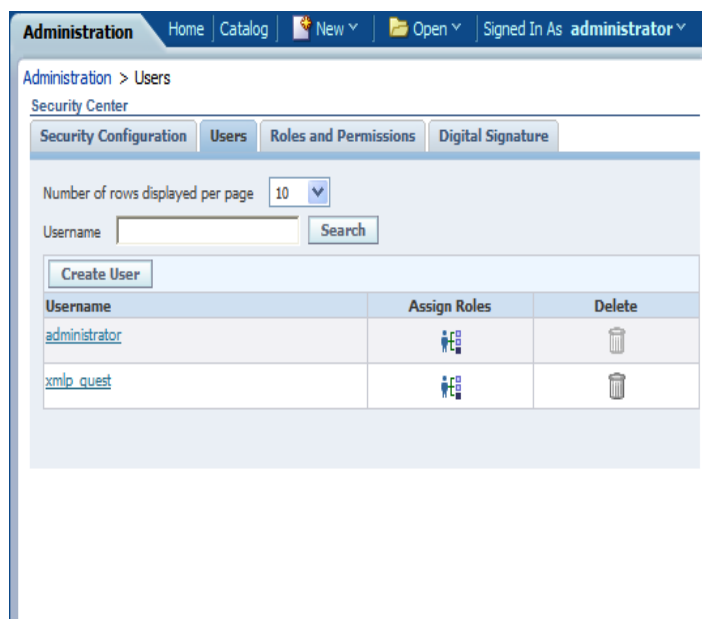 Administration Home Catalog New Open Signed In As administrator
Administration > Users
Security Center
Security Configuration Users Roles and Permissions Digital Signature
Number of rows displayed per page 10
Username Search
Create User
Username Assign Roles Delete
administrator
xmlp_guest